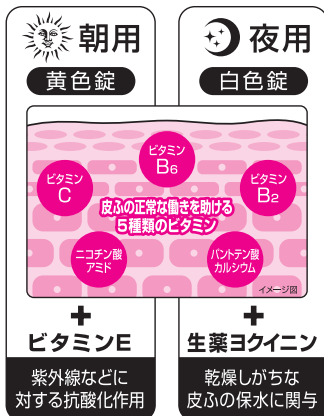 朝用
黄色錠
夜用
白色錠
ビタミン
B6
ビタミン
C
ビタミン
B2
皮ふの正常な働きを助ける
5種類のビタミン
ニコチン酸
アミド
パントテン酸
カルシウム
イメージ図
+
ビタミンE
紫外線などに
対する抗酸化作用
+
生薬ヨクイニン
乾燥しがちな
皮ふの保水に関与